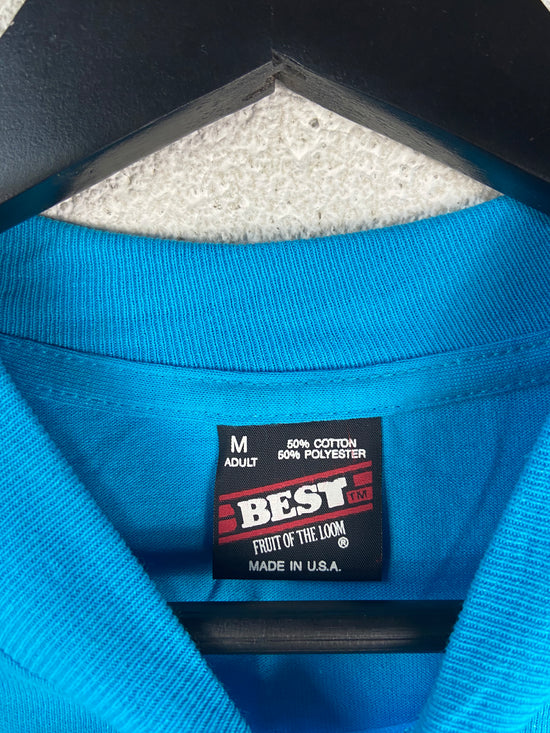 M
ADULT
50% COTTON
50% POLYESTER
BEST TM
FRUIT OF THE LOOM ®
MADE IN U.S.A.